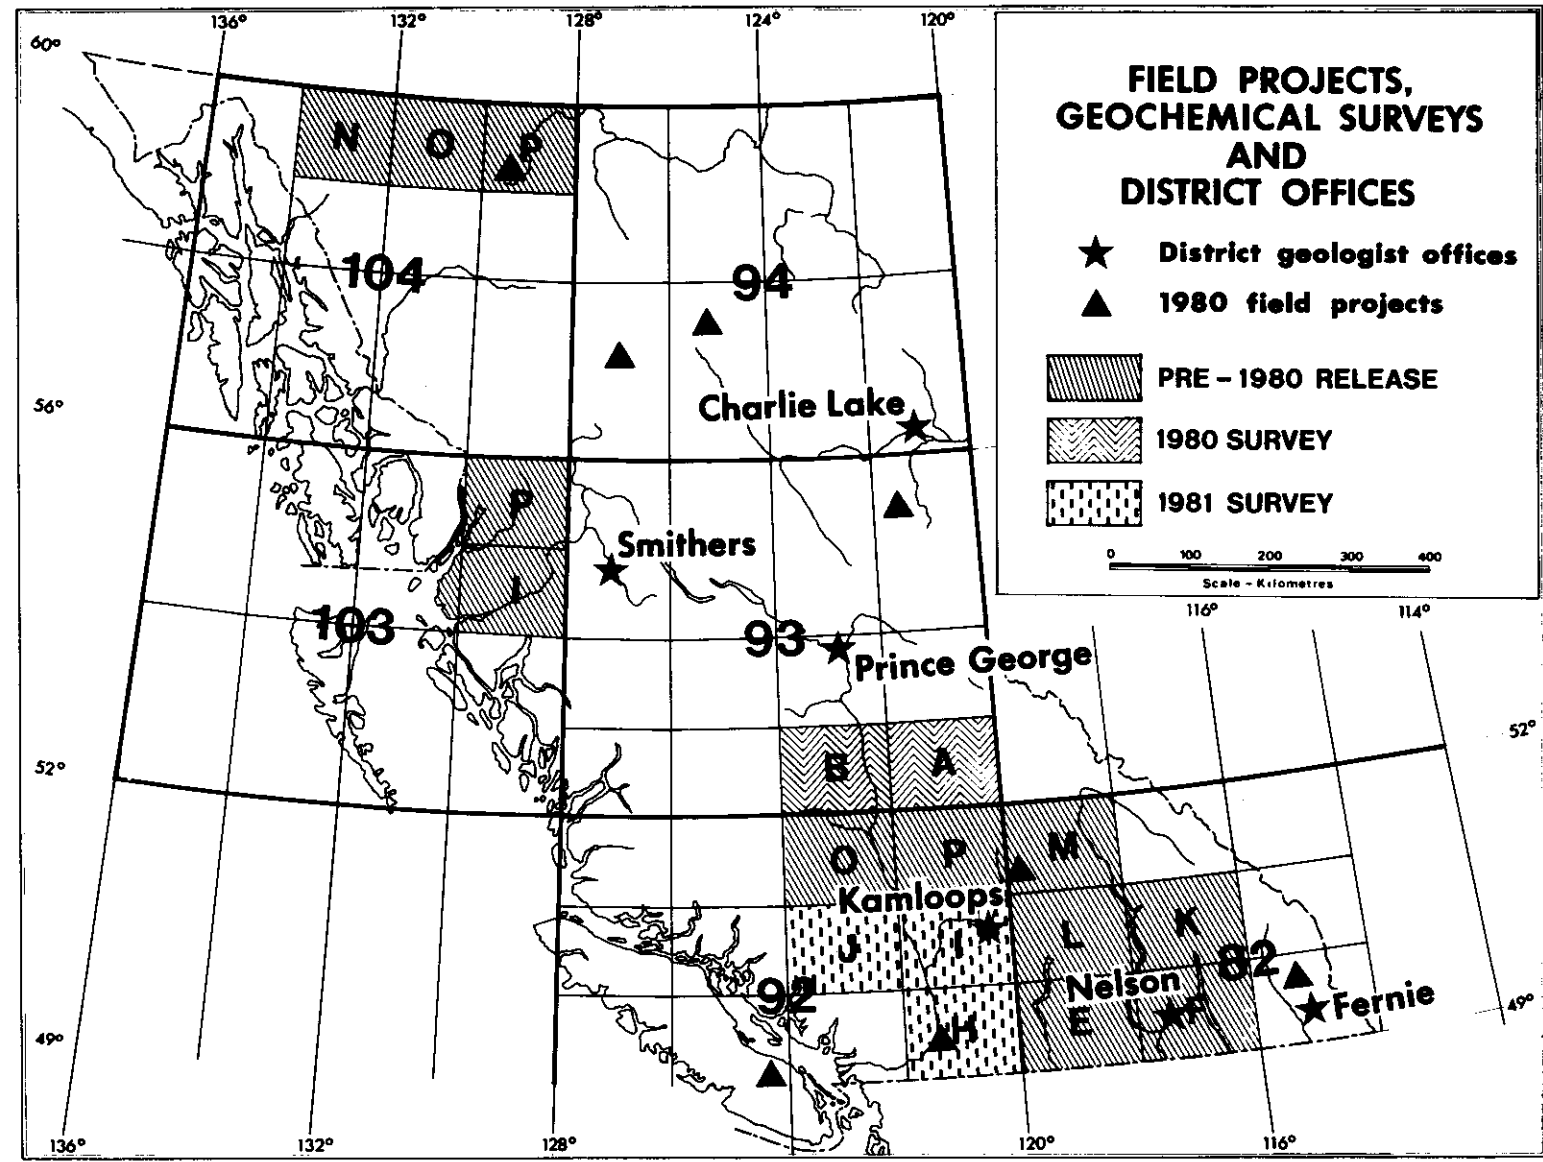 136° 132° 128° 124° 120°
60°
FIELD PROJECTS,
GEOCHEMICAL SURVEYS
AND
DISTRICT OFFICES
District geologist offices
1980 field projects
PRE-1980 RELEASE
1980 SURVEY
1981 SURVEY
0 100 200 300 400
Scale - Kilometres
N O P
104 94
56°
Charlie Lake
P
Smithers
I
116° 114°
103 93
Prince George
52°
52°
B A
O P M
Kamloops
J I L K
82
92
Nelson
Fernie
49°
49°
H E F
136° 132° 128° 120° 116°